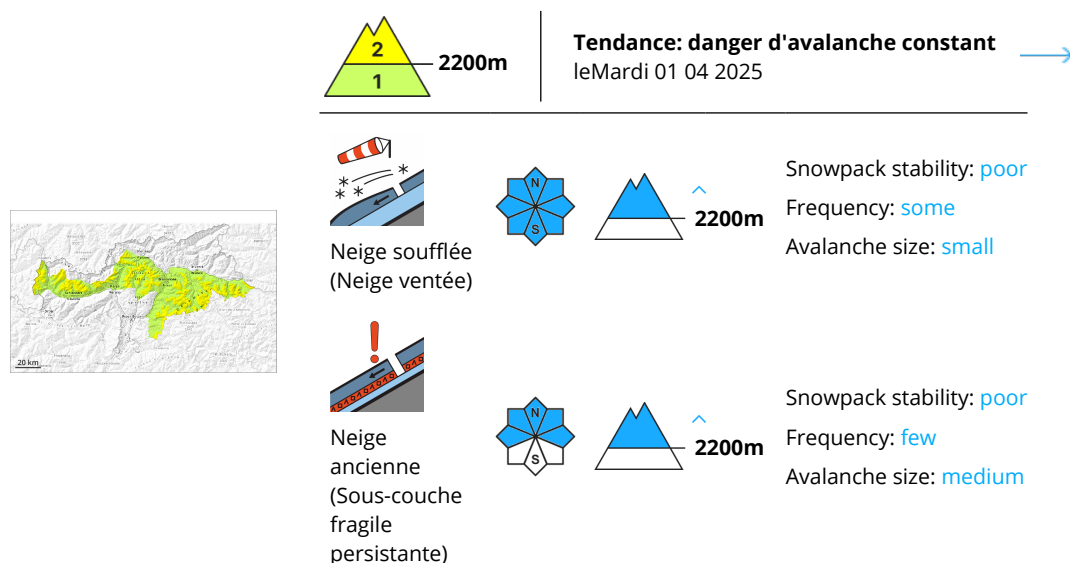 2
1
2200m
Tendance: danger d'avalanche constant
leMardi 01 04 2025
N
S
2200m
Snowpack stability: poor
Frequency: some
Avalanche size: small
Neige soufflée
(Neige ventée)
20 km
N
S
2200m
Snowpack stability: poor
Frequency: few
Avalanche size: medium
Neige
ancienne
(Sous-couche
fragile
persistante)